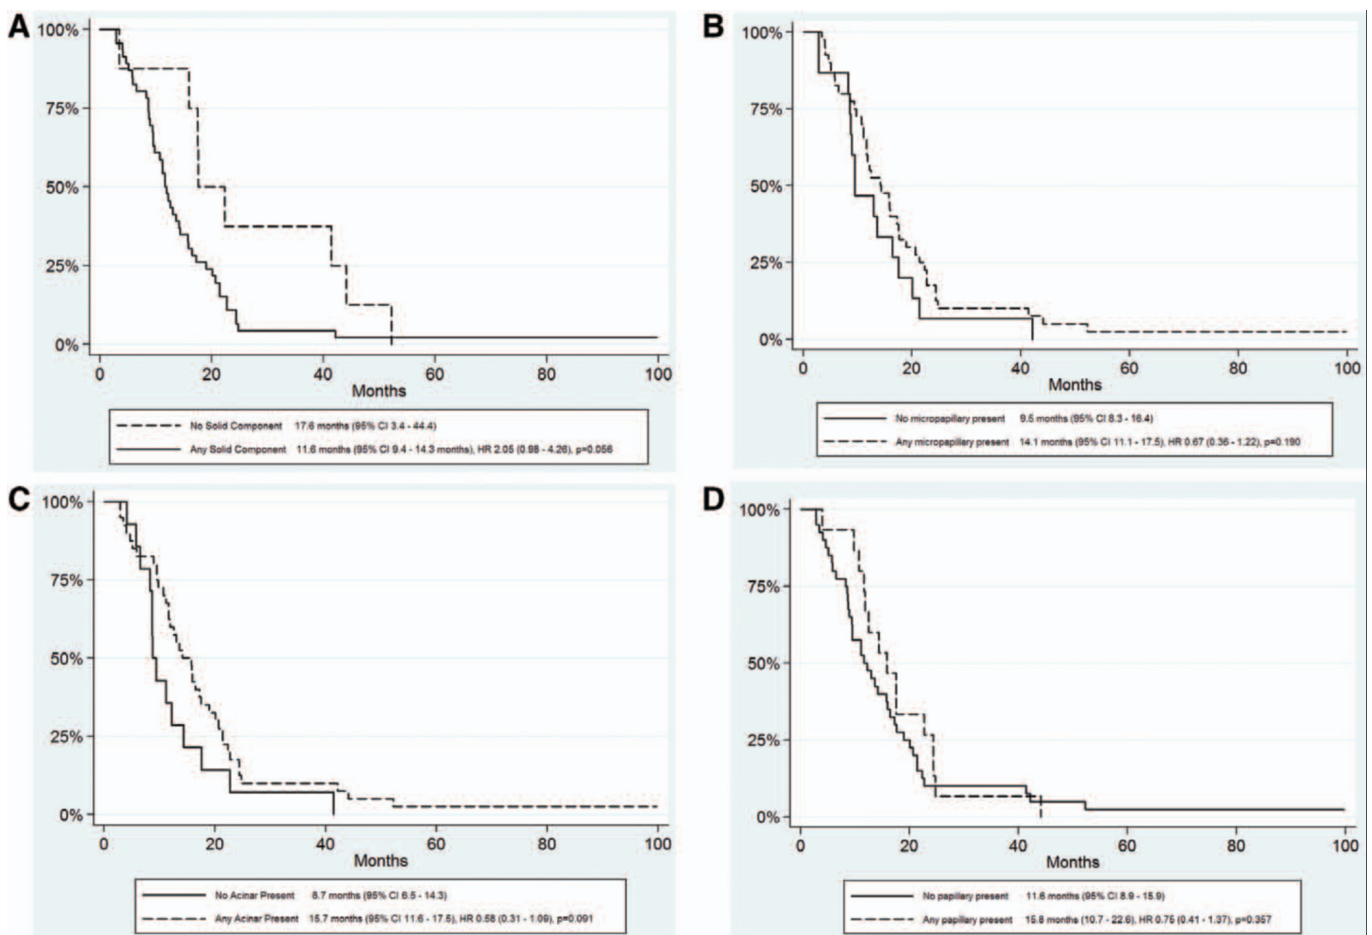 A
100%
75%
50%
25%
0%
0 20 40 60 80 100
Months
No Solid Component 17.6 months (95% CI 3.4 - 44.4)
Any Solid Component 11.6 months (95% CI 9.4 - 14.3 months), HR 2.05 (0.98 - 4.26), p=0.056
B
100%
75%
50%
25%
0%
0 20 40 60 80 100
Months
No micropapillary present 9.5 months (95% CI 8.3 - 16.4)
Any micropapillary present 14.1 months (95% CI 11.1 - 17.5), HR 0.67 (0.36 - 1.22), p=0.190
C
100%
75%
50%
25%
0%
0 20 40 60 80 100
Months
No Acinar Present 8.7 months (95% CI 6.5 - 14.3)
Any Acinar Present 15.7 months (95% CI 11.6 - 17.5), HR 0.58 (0.31 - 1.09), p=0.091
D
100%
75%
50%
25%
0%
0 20 40 60 80 100
Months
No papillary present 11.6 months (95% CI 8.9 - 15.9)
Any papillary present 15.8 months (10.7 - 22.6), HR 0.75 (0.41 - 1.37), p=0.357